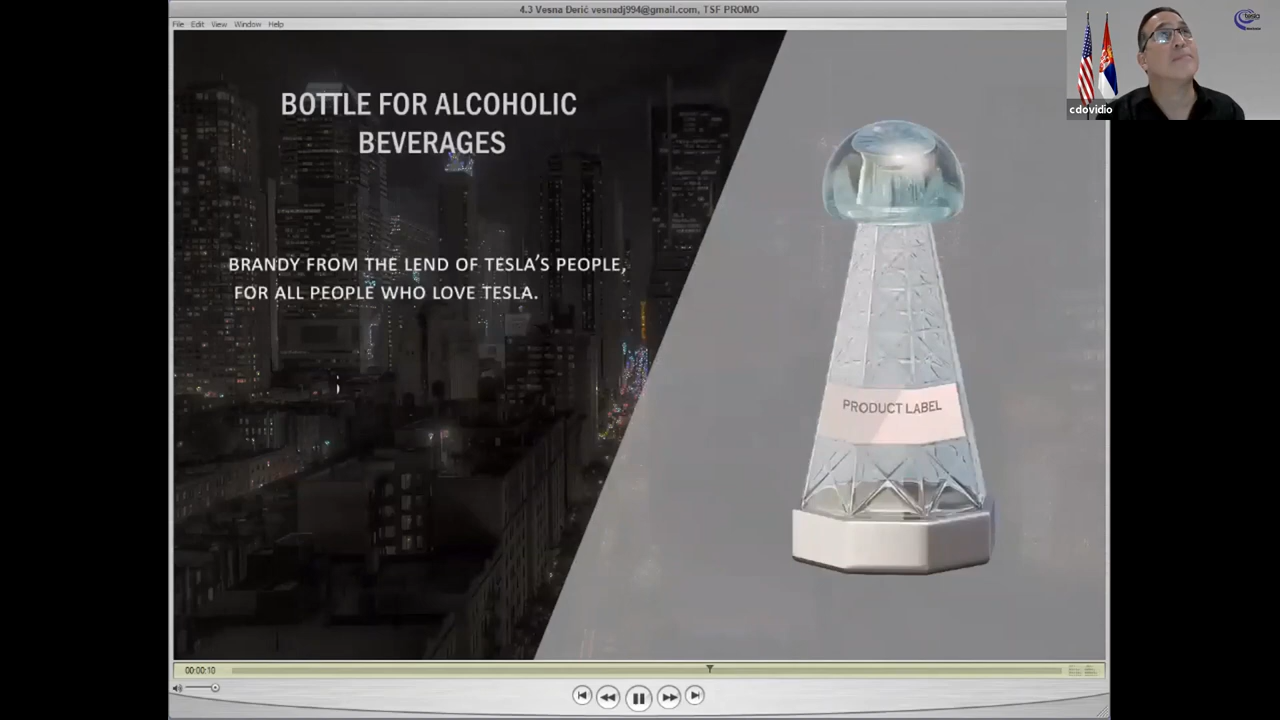 4.3 Vesna Đerić vesnadj994@gmail.com, TSF PROMO
File Edit View Window Help
cdovidio
BOTTLE FOR ALCOHOLIC
BEVERAGES
BRANDY FROM THE LEND OF TESLA'S PEOPLE,
FOR ALL PEOPLE WHO LOVE TESLA.
PRODUCT LABEL
00:00:10